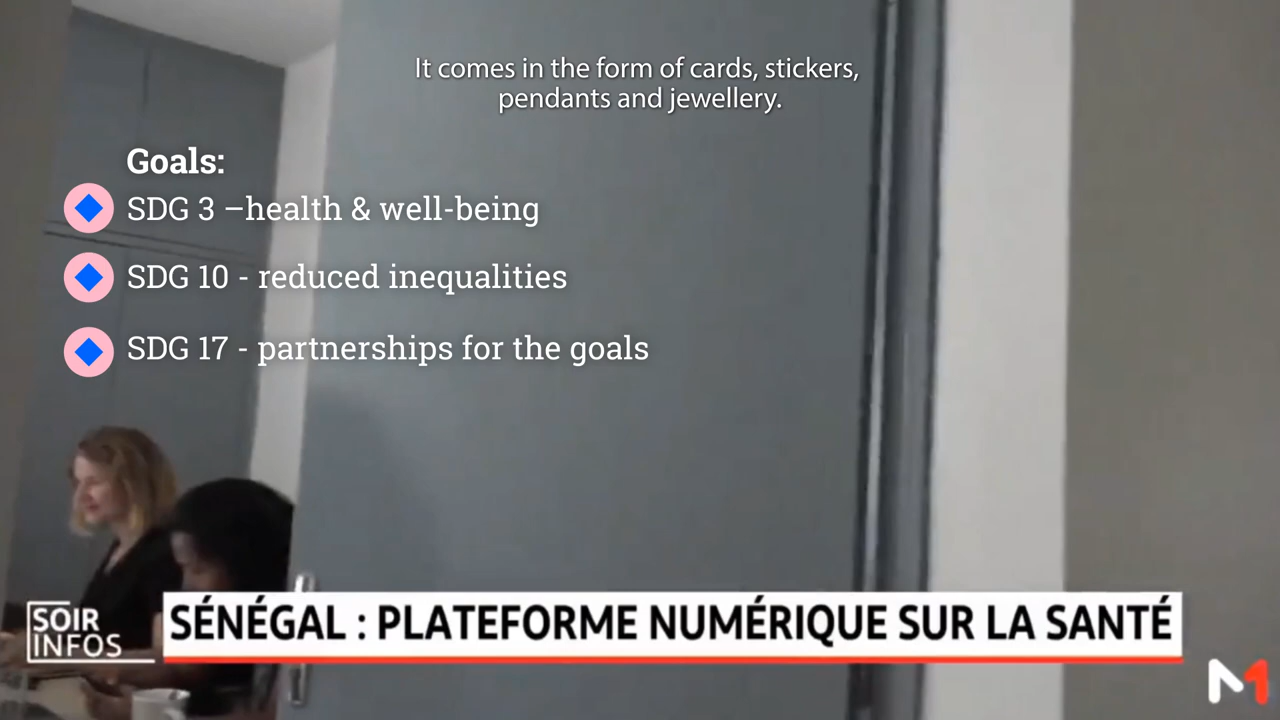 It comes in the form of cards, stickers,
pendants and jewellery.
Goals:
SDG 3 –health & well-being
SDG 10 - reduced inequalities
SDG 17 - partnerships for the goals
SOIR
INFOS
SÉNÉGAL : PLATEFORME NUMÉRIQUE SUR LA SANTÉ
M1